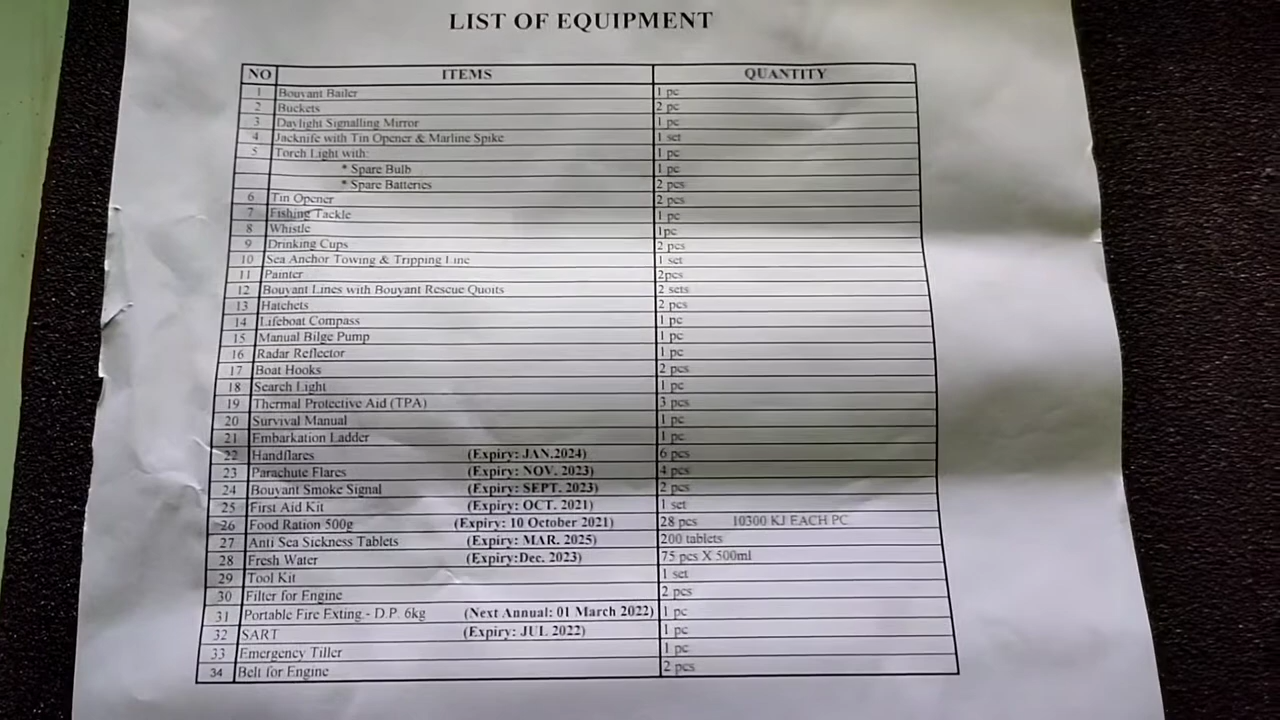 LIST OF EQUIPMENT
NO ITEMS QUANTITY
1 Bouyant Bailer 1 pc
2 Buckets 2 pc
3 Daylight Signalling Mirror 1 pc
4 Jacknife with Tin Opener & Marline Spike 1 set
5 Torch Light with: 1 pc
* Spare Bulb 1 pc
* Spare Batteries 2 pcs
6 Tin Opener 2 pcs
7 Fishing Tackle 1 pc
8 Whistle 1pc
9 Drinking Cups 2 pcs
10 Sea Anchor Towing & Tripping Line 1 set
11 Painter 2pcs
12 Bouyant Lines with Bouyant Rescue Quoits 2 sets
13 Hatchets 2 pcs
14 Lifeboat Compass 1 pc
15 Manual Bilge Pump 1 pc
16 Radar Reflector 1 pc
17 Boat Hooks 2 pcs
18 Search Light 1 pc
19 Thermal Protective Aid (TPA) 3 pcs
20 Survival Manual 1 pc
21 Embarkation Ladder 1 pc
22 Handflares (Expiry: JAN.2024) 6 pcs
23 Parachute Flares (Expiry: NOV. 2023) 4 pcs
24 Bouyant Smoke Signal (Expiry: SEPT. 2023) 2 pcs
25 First Aid Kit (Expiry: OCT. 2021) 1 set
26 Food Ration 500g (Expiry: 10 October 2021) 28 pcs 10300 KJ EACH PC
27 Anti Sea Sickness Tablets (Expiry: MAR. 2025) 200 tablets
28 Fresh Water (Expiry:Dec. 2023) 75 pcs X 500ml
29 Tool Kit 1 set
30 Filter for Engine 2 pcs
31 Portable Fire Exting - D.P. 6kg (Next Annual: 01 March 2022) 1 pc
32 SART (Expiry: JUL 2022) 1 pc
33 Emergency Tiller 1 pc
34 Belt for Engine 2 pcs